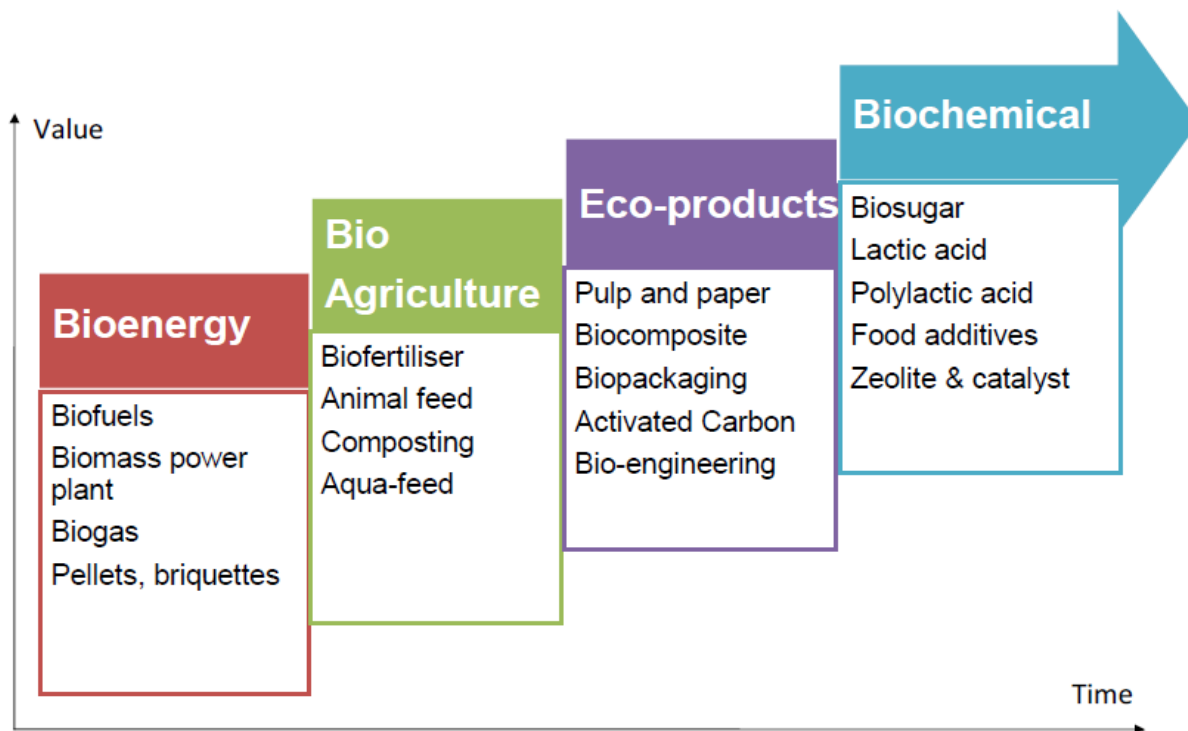 Value
Bioenergy
Biofuels
Biomass power
plant
Biogas
Pellets, briquettes
Bio
Agriculture
Biofertiliser
Animal feed
Composting
Aqua-feed
Eco-products
Pulp and paper
Biocomposite
Biopackaging
Activated Carbon
Bio-engineering
Biochemical
Biosugar
Lactic acid
Polylactic acid
Food additives
Zeolite & catalyst
Time